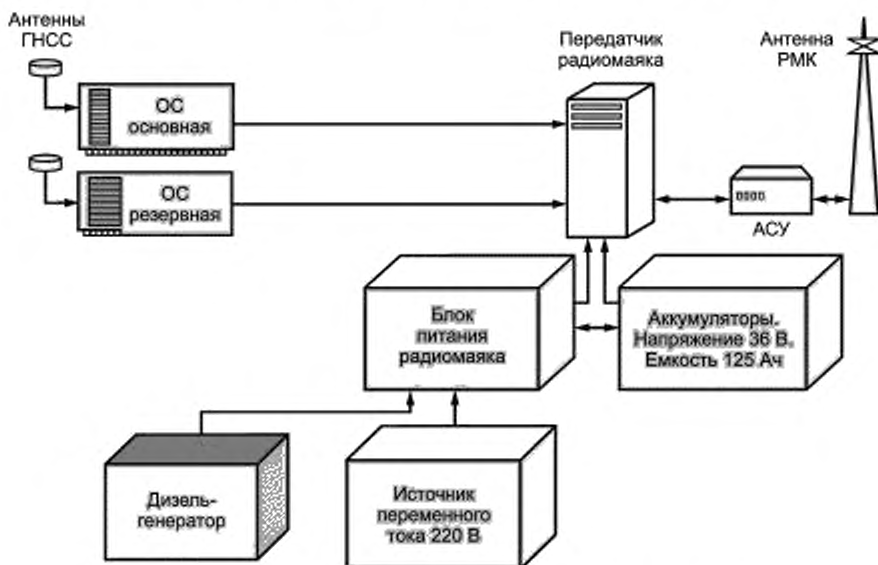 Антенны
ГНСС
Передатчик
радиомаяка
Антенна
РМК
ОС
основная
ОС
резервная
АСУ
Блок
питания
радиомаяка
Аккумуляторы.
Напряжение 36 В.
Емкость 125 Ач
Дизель-
генератор
Источник
переменного
тока 220 В